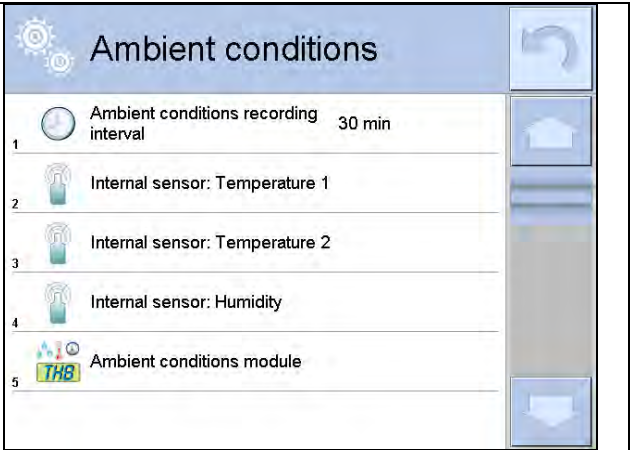 Ambient conditions
Ambient conditions recording
interval
30 min
1
Internal sensor: Temperature 1
2
Internal sensor: Temperature 2
3
Internal sensor: Humidity
4
THB
Ambient conditions module
5